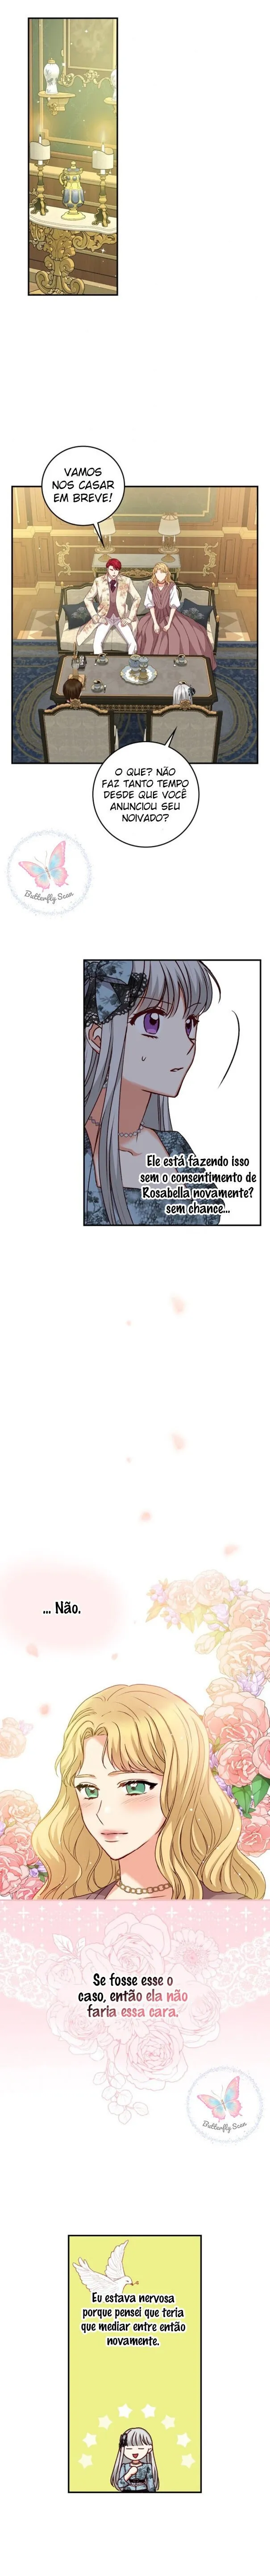 VAMOS
NOS CASAR
EM BREVE!
O QUE? NÃO
FAZ TANTO TEMPO
DESDE QUE VOCÊ
ANUNCIOU SEU
NOIVADO?
Butterfly Scan
Ele está fazendo isso
sem o consentimento de
Rosabella novamente?
sem chance...
... Não.
Se fosse esse o
caso, então ela não
faria essa cara.
Butterfly Scan
Eu estava nervosa
porque pensei que teria
que mediar entre então
novamente.